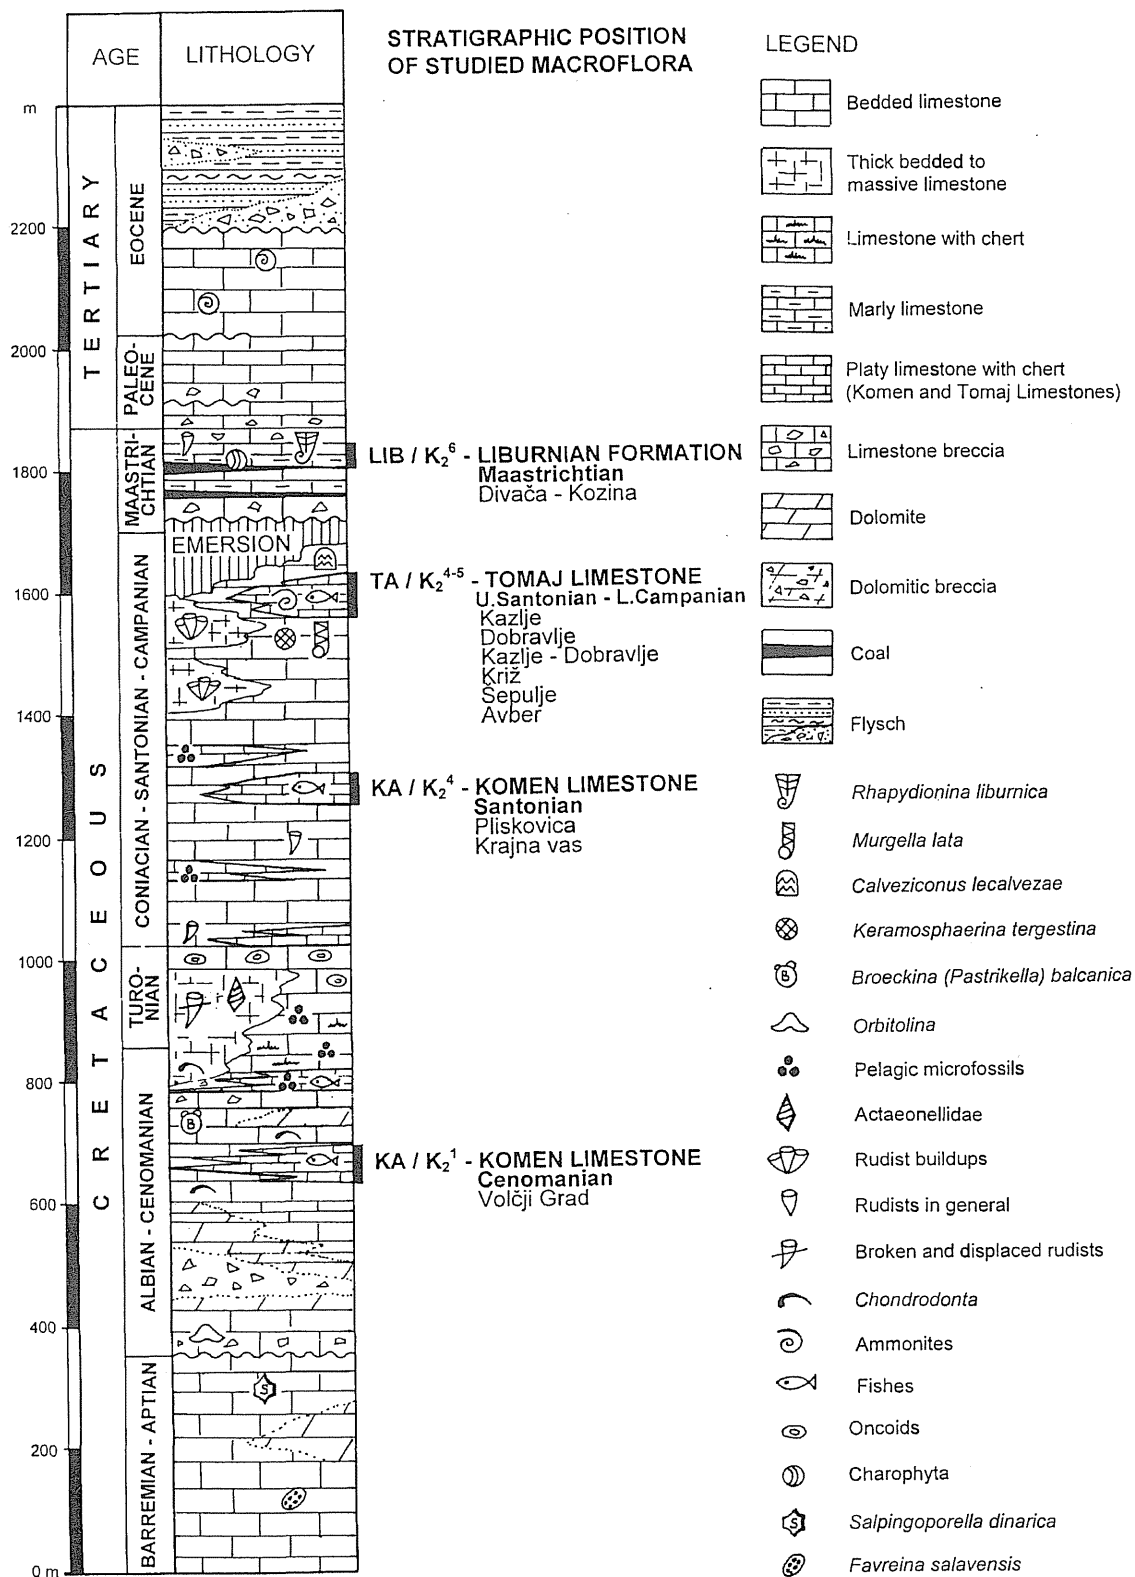 AGE
LITHOLOGY
STRATIGRAPHIC POSITION
OF STUDIED MACROFLORA
m
2200
2000
1800
1600
1400
1200
1000
800
600
400
200
0 m
TERTIARY
CRETACEOUS
EOCENE
PALEO-
CENE
MAASTRI-
CHTIAN
CONIACIAN - SANTONIAN - CAMPANIAN
TURO-
NIAN
ALBIAN - CENOMANIAN
BARREMIAN - APTIAN
EMERSION
B
S
LIB / K₂⁶ - LIBURNIAN FORMATION
Maastrichtian
Divača - Kozina
TA / K₂⁴⁻⁵ - TOMAJ LIMESTONE
U.Santonian - L.Campanian
Kazlje
Dobravlje
Kazlje - Dobravlje
Križ
Šepulje
Avber
KA / K₂⁴ - KOMEN LIMESTONE
Santonian
Pliskovica
Krajna vas
KA / K₂¹ - KOMEN LIMESTONE
Cenomanian
Volčji Grad
LEGEND
Bedded limestone
Thick bedded to
massive limestone
Limestone with chert
Marly limestone
Platy limestone with chert
(Komen and Tomaj Limestones)
Limestone breccia
Dolomite
Dolomitic breccia
Coal
Flysch
Rhapydionina liburnica
Murgella lata
Calveziconus lecalvezae
Keramosphaerina tergestina
B
Broeckina (Pastrikella) balcanica
Orbitolina
Pelagic microfossils
Actaeonellidae
Rudist buildups
Rudists in general
Broken and displaced rudists
Chondrodonta
Ammonites
Fishes
Oncoids
Charophyta
S
Salpingoporella dinarica
Favreina salavensis